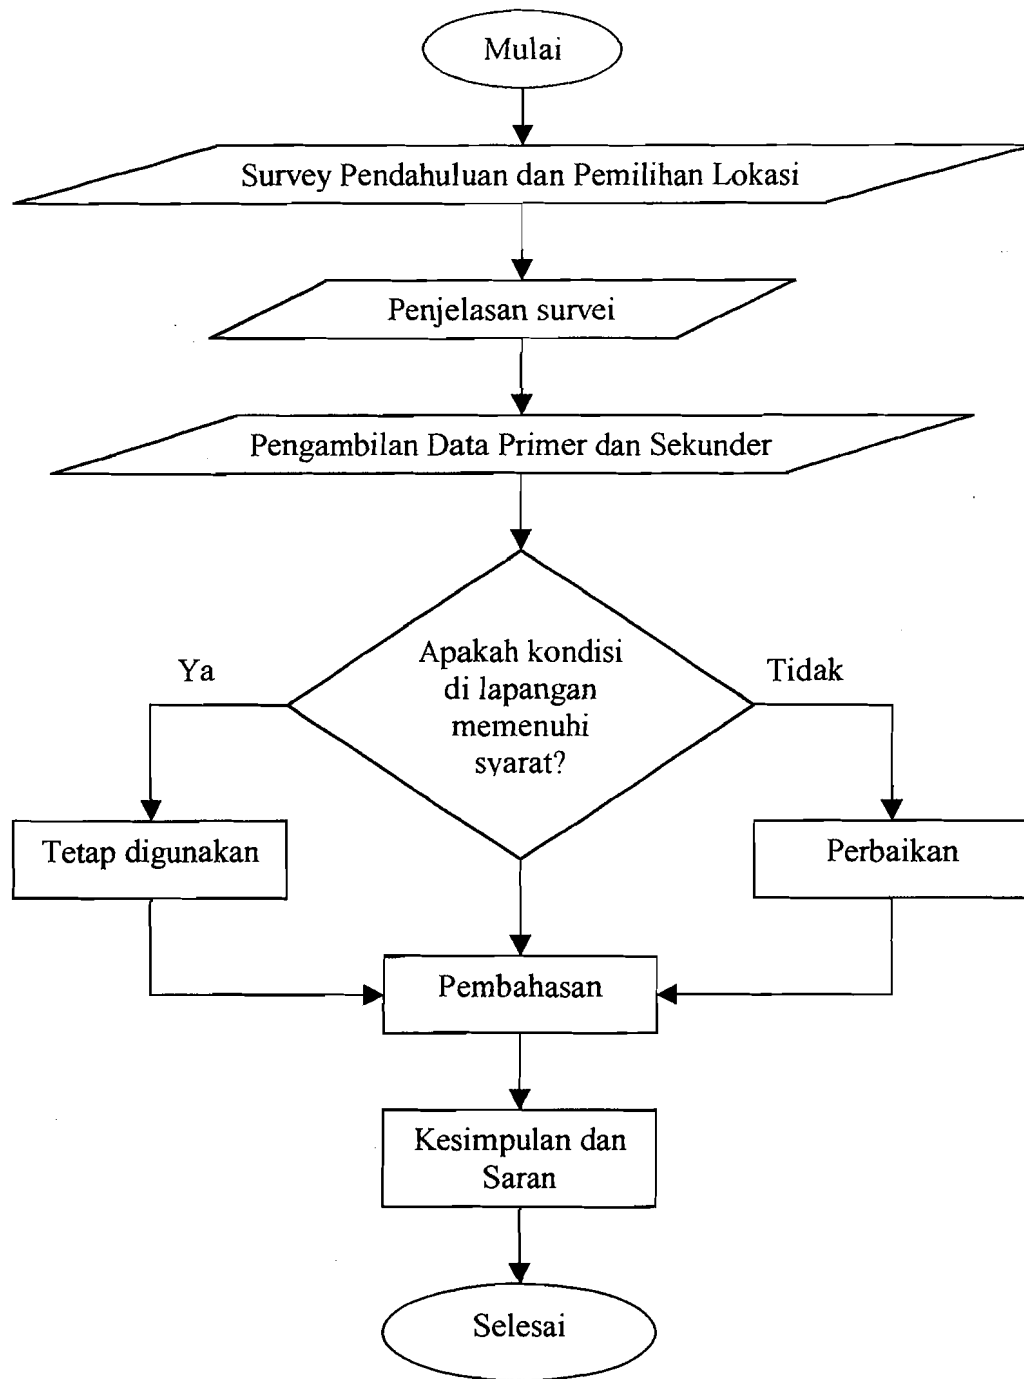 Mulai
Survey Pendahuluan dan Pemilihan Lokasi
Penjelasan survei
Pengambilan Data Primer dan Sekunder
Apakah kondisi
di lapangan
memenuhi
syarat?
Ya
Tidak
Tetap digunakan
Perbaikan
Pembahasan
Kesimpulan dan
Saran
Selesai